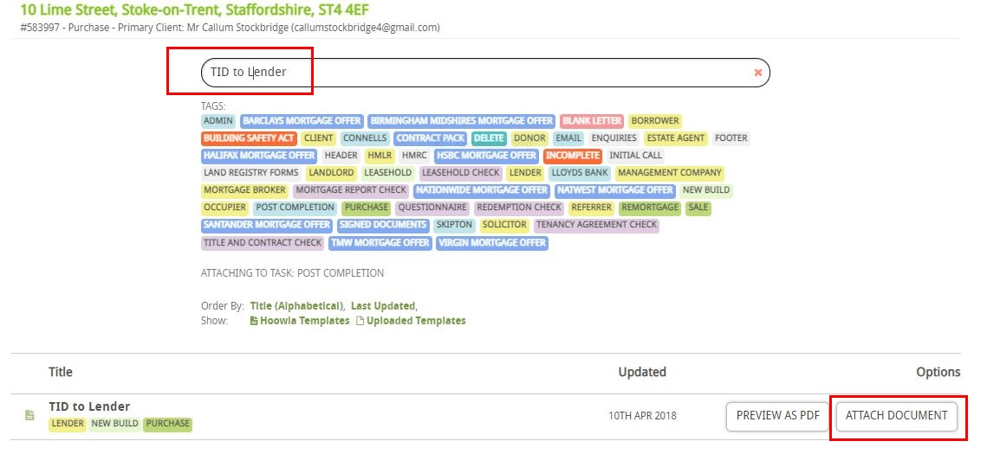 10 Lime Street, Stoke-on-Trent, Staffordshire, ST4 4EF
#583997 - Purchase - Primary Client: Mr Callum Stockbridge (callumstockbridge4@gmail.com)
TID to Lender
TAGS:
ADMIN BARCLAYS MORTGAGE OFFER BIRMINGHAM MIDSHIRES MORTGAGE OFFER BLANK LETTER BORROWER
BUILDING SAFETY ACT CLIENT CONNELLS CONTRACT PACK DELETE DONOR EMAIL ENQUIRIES ESTATE AGENT FOOTER
HALIFAX MORTGAGE OFFER HEADER HMLR HMRC HSBC MORTGAGE OFFER INCOMPLETE INITIAL CALL
LAND REGISTRY FORMS LANDLORD LEASEHOLD LEASEHOLD CHECK LENDER LLOYDS BANK MANAGEMENT COMPANY
MORTGAGE BROKER MORTGAGE REPORT CHECK NATIONWIDE MORTGAGE OFFER NATWEST MORTGAGE OFFER NEW BUILD
OCCUPIER POST COMPLETION PURCHASE QUESTIONNAIRE REDEMPTION CHECK REFERRER REMORTGAGE SALE
SANTANDER MORTGAGE OFFER SIGNED DOCUMENTS SKIPTON SOLICITOR TENANCY AGREEMENT CHECK
TITLE AND CONTRACT CHECK TMW MORTGAGE OFFER VIRGIN MORTGAGE OFFER
ATTACHING TO TASK: POST COMPLETION
Order By: Title (Alphabetical), Last Updated,
Show: Hoowla Templates Uploaded Templates
Title Updated Options
TID to Lender
LENDER NEW BUILD PURCHASE
10TH APR 2018 PREVIEW AS PDF ATTACH DOCUMENT